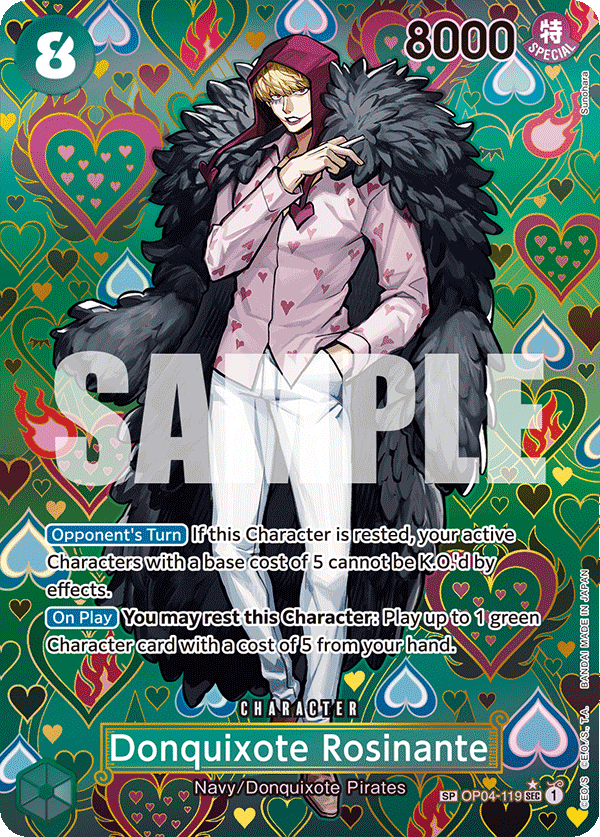 8
8000
特
SPECIAL
Sunohara
SAMPLE
Opponent's Turn If this Character is rested, your active
Characters with a base cost of 5 cannot be K.O.'d by
effects.
On Play You may rest this Character: Play up to 1 green
Character card with a cost of 5 from your hand.
CHARACTER
Donquixote Rosinante
Navy/Donquixote Pirates
SP OP04-119 SEC 1
©EO/S ©EO/S., T.A. BANDAI MADE IN JAPAN